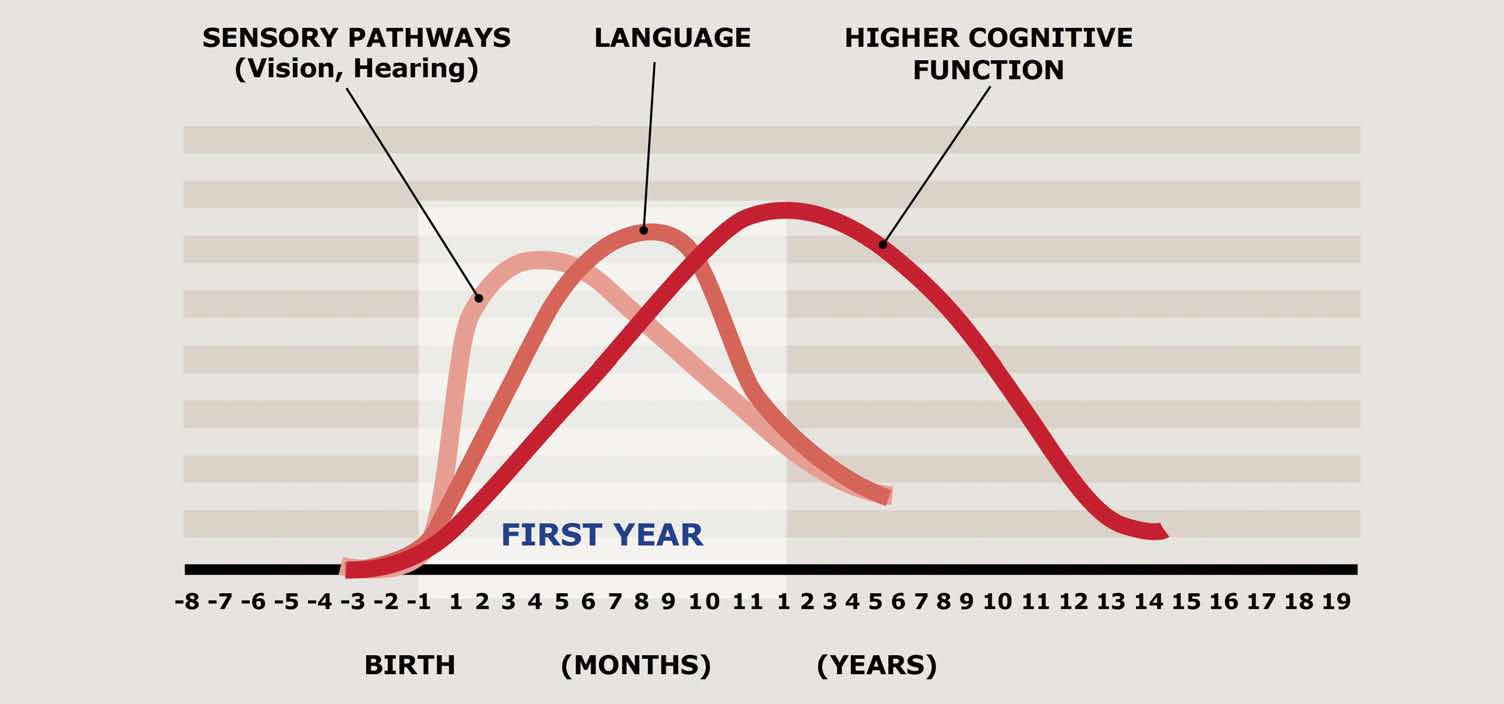 SENSORY PATHWAYS
(Vision, Hearing)
LANGUAGE
HIGHER COGNITIVE
FUNCTION
FIRST YEAR
-8 -7 -6 -5 -4 -3 -2 -1 1 2 3 4 5 6 7 8 9 10 11 1 2 3 4 5 6 7 8 9 10 11 12 13 14 15 16 17 18 19
BIRTH (MONTHS) (YEARS)